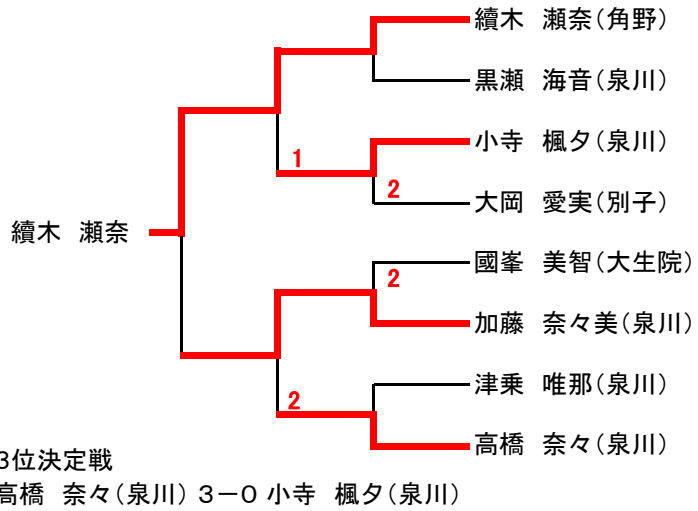 續木　瀬奈（角野）
黒瀬　海音（泉川）
小寺　楓夕（泉川）
1
2
大岡　愛実（別子）
續木　瀬奈
國峯　美智（大生院）
2
加藤　奈々美（泉川）
津乗　唯那（泉川）
2
高橋　奈々（泉川）
3位決定戦
高橋　奈々（泉川）３－０ 小寺　楓夕（泉川）